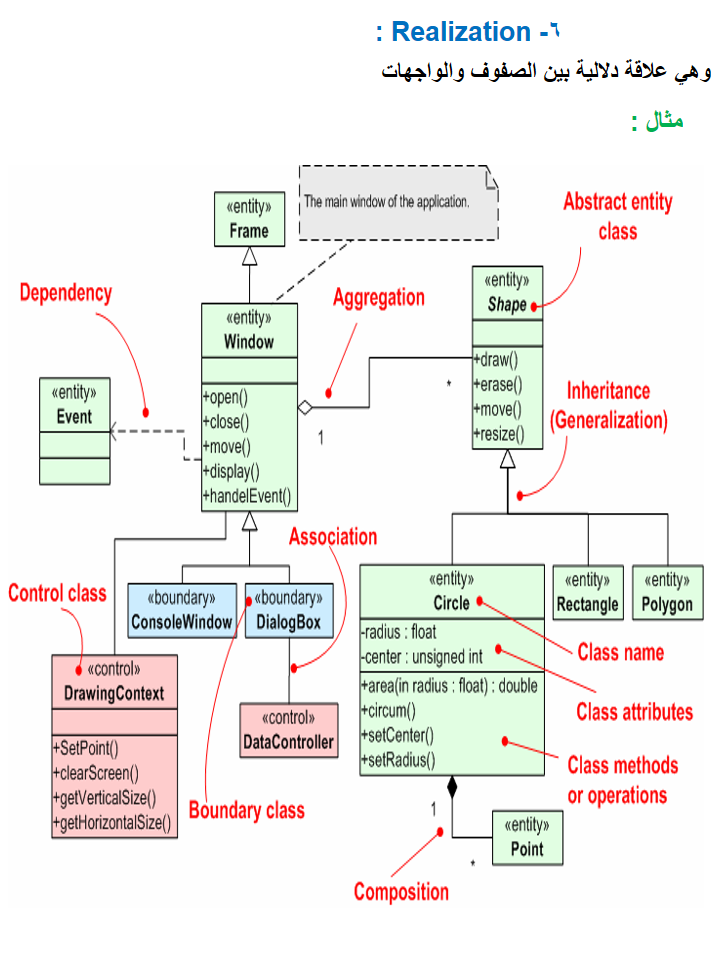 ٦- Realization :
وهي علاقة دلالية بين الصفوف والواجهات
مثال :
«entity»
Frame
The main window of the application.
Abstract entity
class
Dependency
«entity»
Window
+open()
+close()
+move()
+display()
+handelEvent()
Aggregation
1
*
«entity»
Shape
+draw()
+erase()
+move()
+resize()
«entity»
Event
Inheritance
(Generalization)
Association
Control class
«boundary»
ConsoleWindow
«boundary»
DialogBox
«entity»
Circle
-radius : float
-center : unsigned int
+area(in radius : float) : double
+circum()
+setCenter()
+setRadius()
«entity»
Rectangle
«entity»
Polygon
Class name
Class attributes
Class methods
or operations
«control»
DrawingContext
+SetPoint()
+clearScreen()
+getVerticalSize()
+getHorizontalSize()
«control»
DataController
Boundary class
1
*
«entity»
Point
Composition